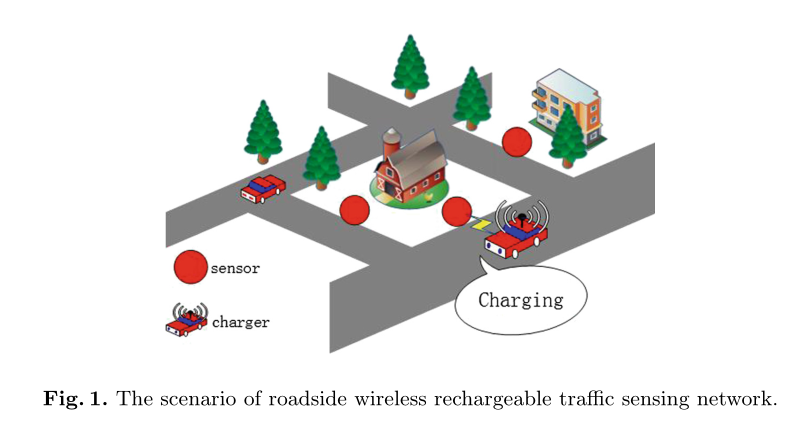 sensor
charger
Charging
Fig. 1. The scenario of roadside wireless rechargeable traffic sensing network.